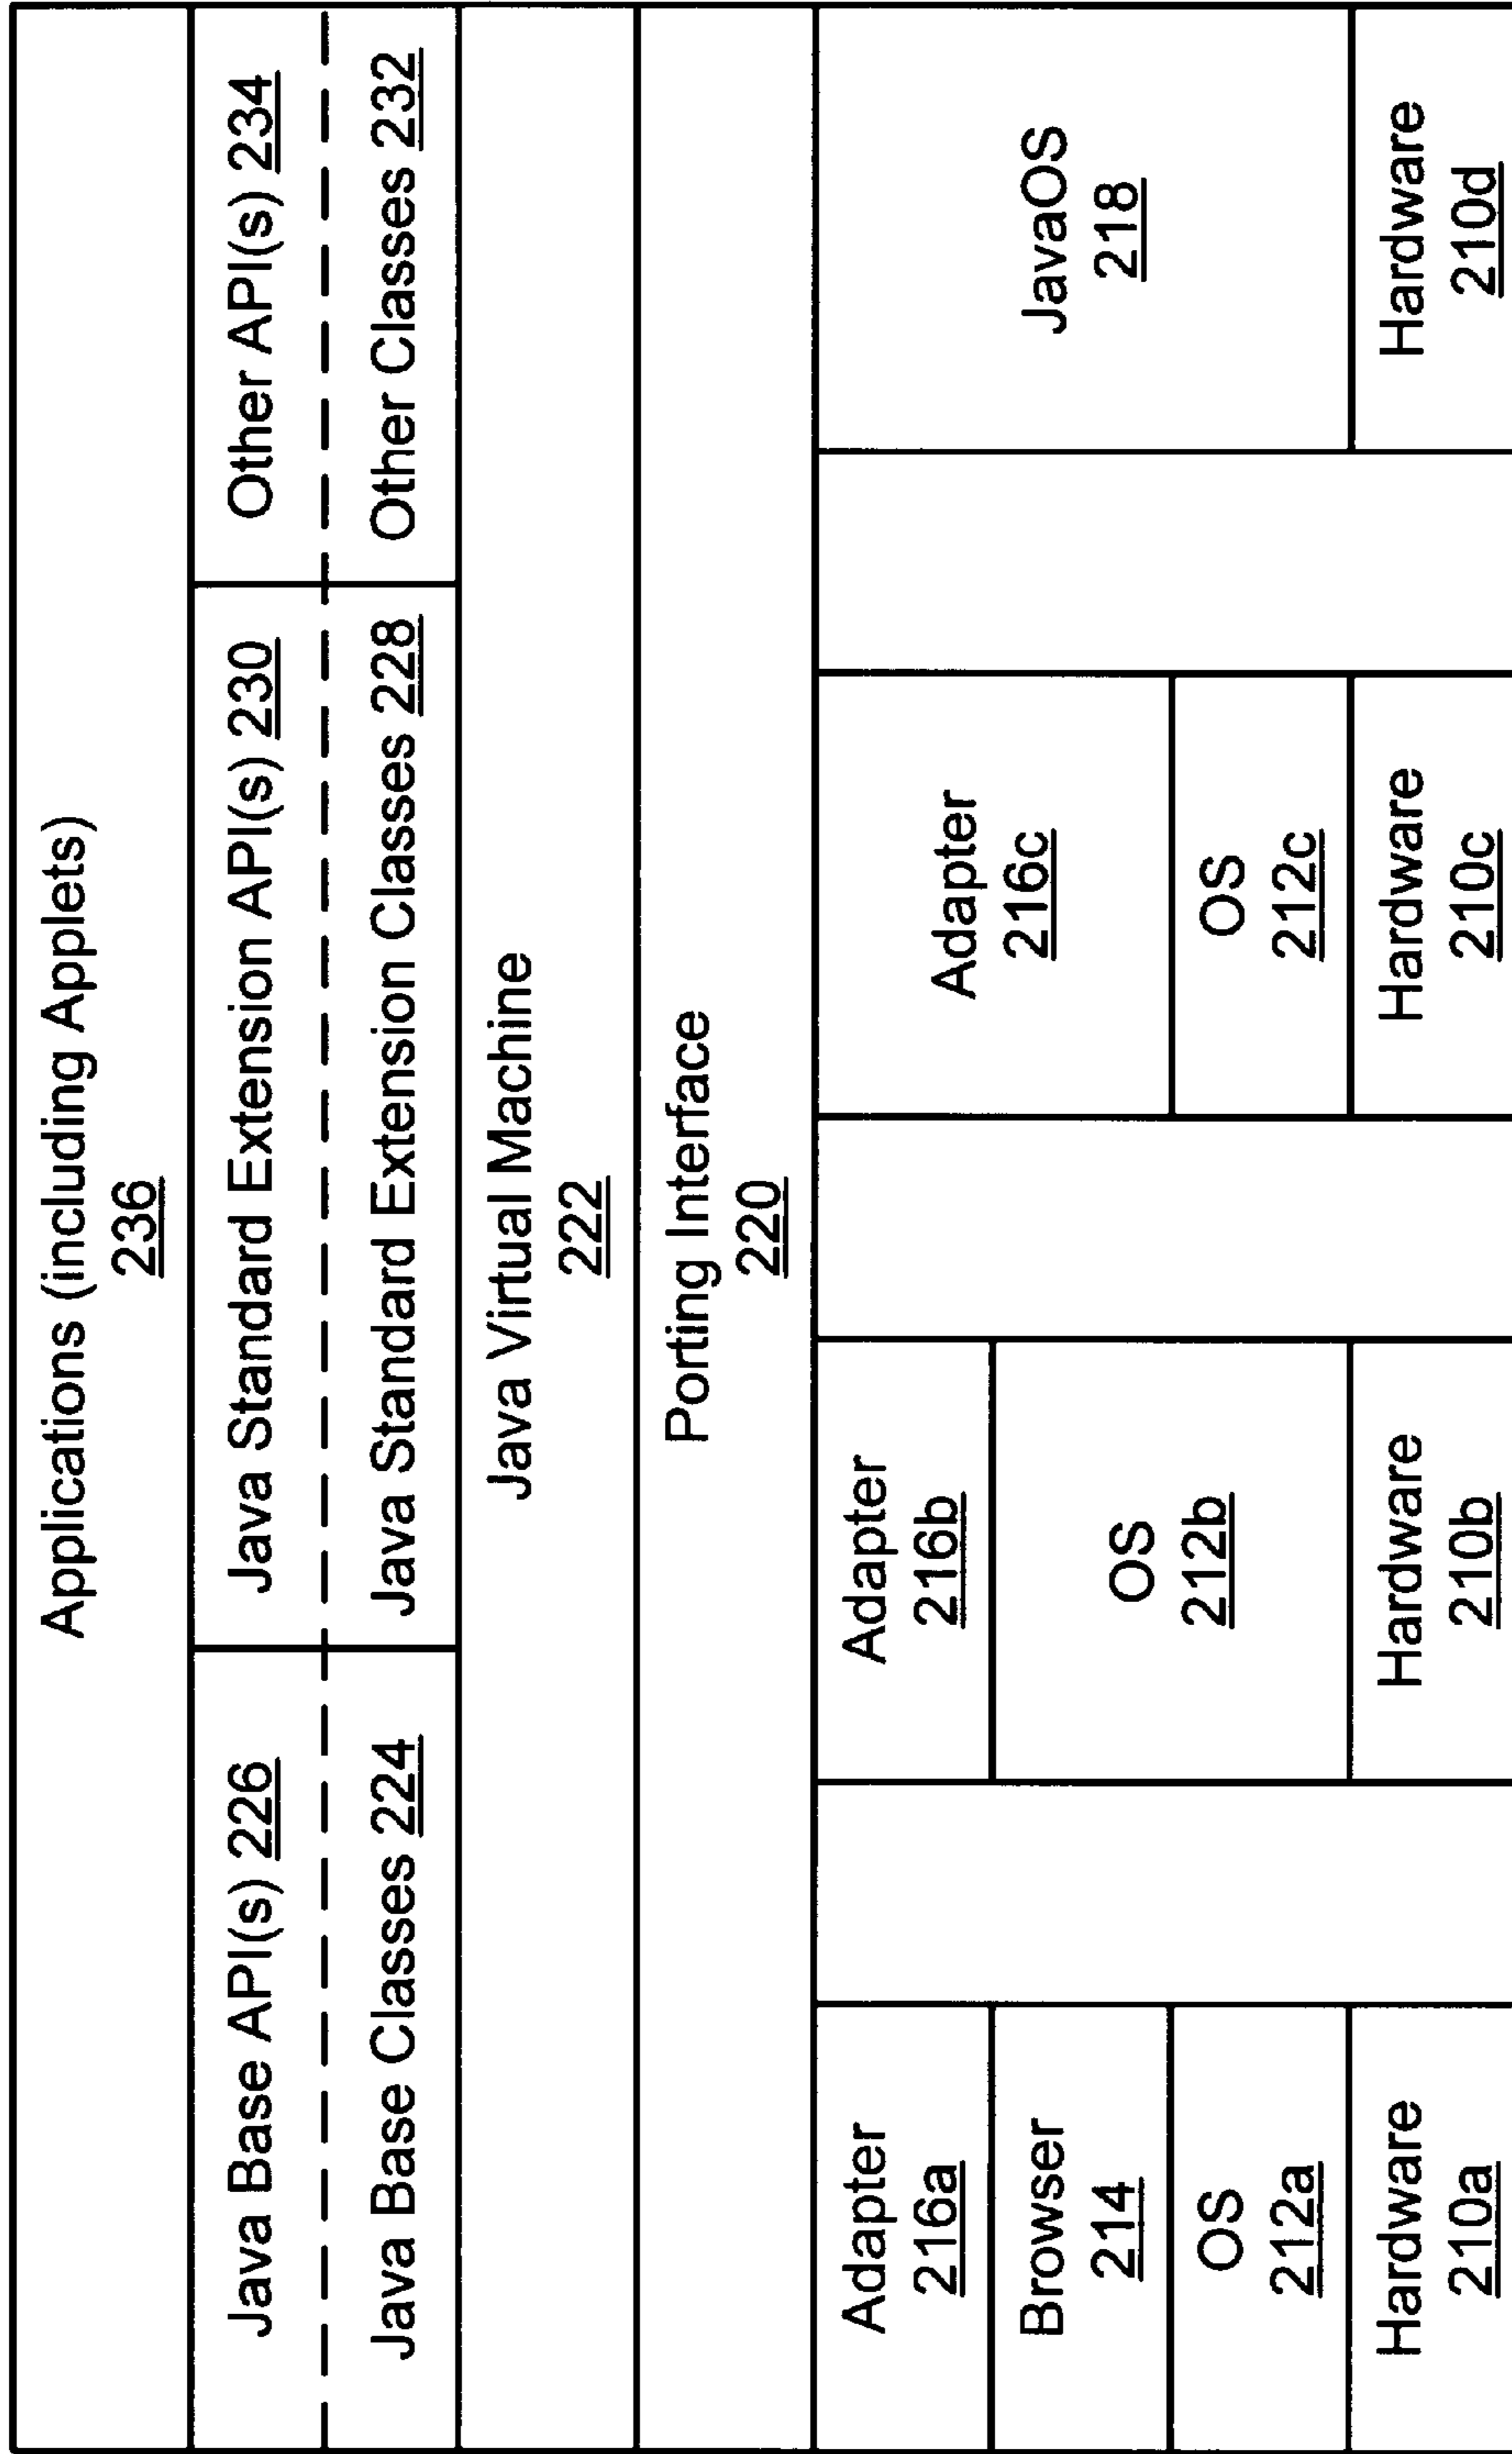 Applications (including Applets)
236
Java Base API(s) 226
Java Standard Extension API(s) 230
Other API(s) 234
Java Base Classes 224
Java Standard Extension Classes 228
Other Classes 232
Java Virtual Machine
222
Porting Interface
220
Adapter
216a
Browser
214
OS
212a
Hardware
210a
Adapter
216b
OS
212b
Hardware
210b
Adapter
216c
OS
212c
Hardware
210c
JavaOS
218
Hardware
210d